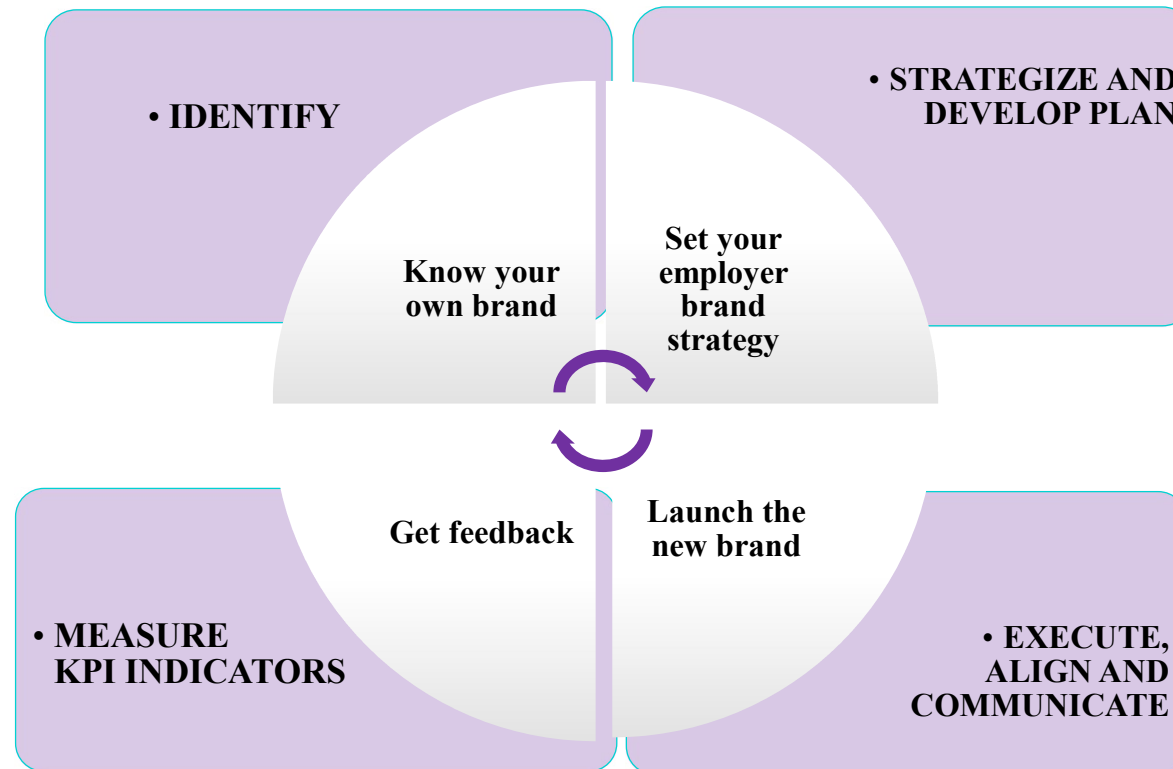 • IDENTIFY
• STRATEGIZE AND
DEVELOP PLAN
Know your
own brand
Set your
employer
brand
strategy
Get feedback
Launch the
new brand
• MEASURE
KPI INDICATORS
• EXECUTE,
ALIGN AND
COMMUNICATE